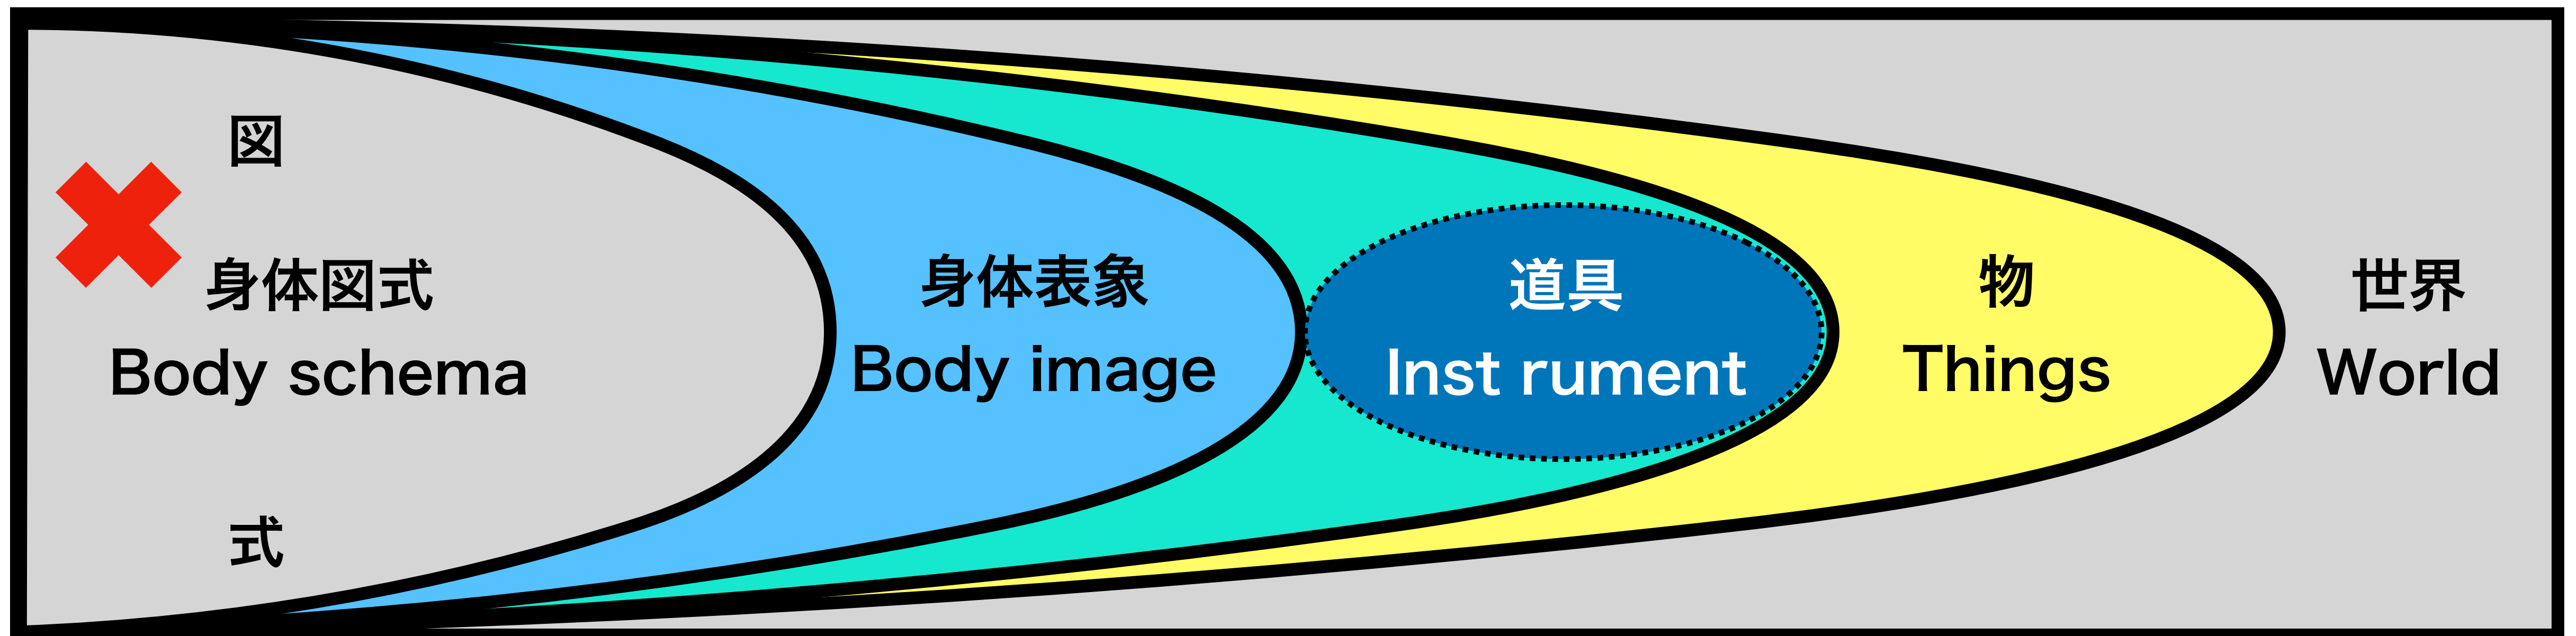 図
身体図式
Body schema
式
身体表象
Body image
道具
Inst rument
物
Things
世界
World